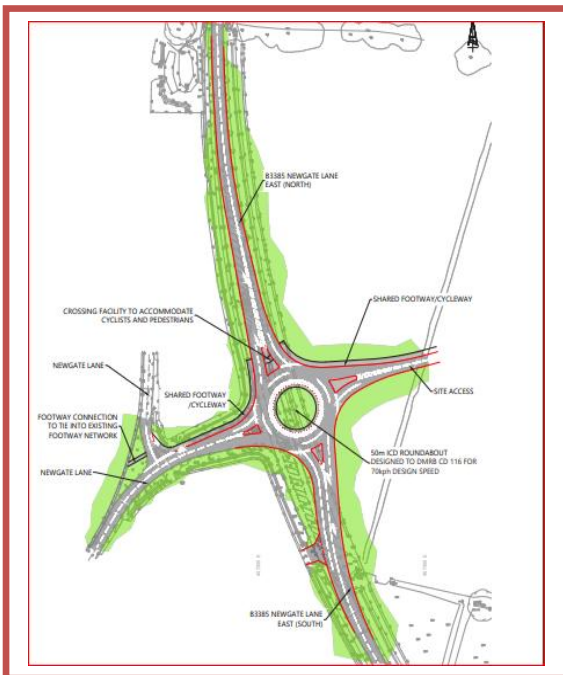 B3385 NEWGATE LANE
EAST (NORTH)
CROSSING FACILITY TO ACCOMMODATE
CYCLISTS AND PEDESTRIANS
SHARED FOOTWAY/CYCLEWAY
NEWGATE LANE
SHARED FOOTWAY
/CYCLEWAY
SITE ACCESS
FOOTWAY CONNECTION
TO TIE INTO EXISTING
FOOTWAY NETWORK
50m ICD ROUNDABOUT
DESIGNED TO DMRB CD 116 FOR
70kph DESIGN SPEED
NEWGATE LANE
B3385 NEWGATE LANE
EAST (SOUTH)